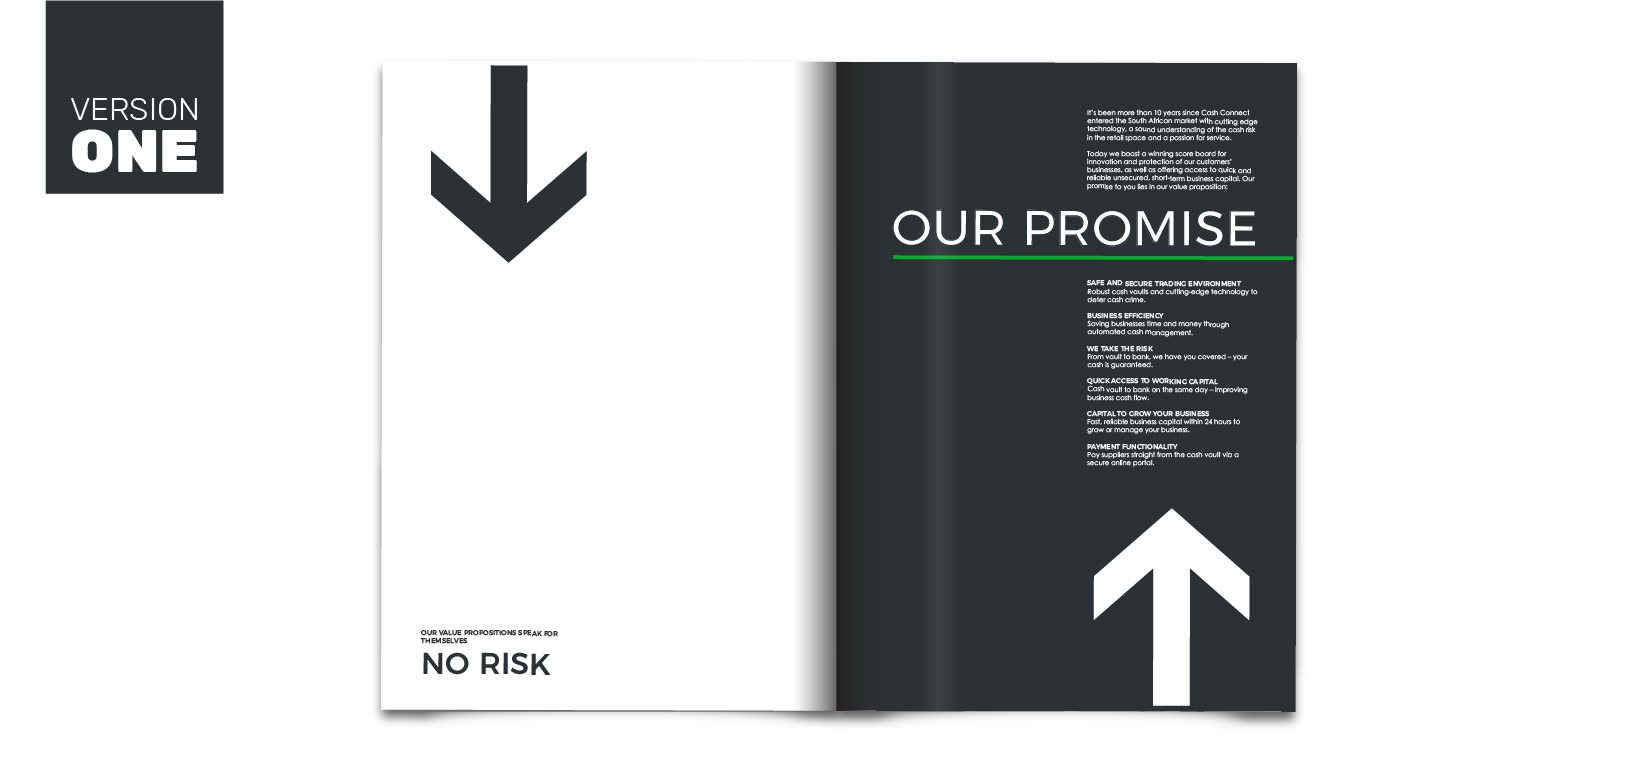 VERSION
ONE
OUR VALUE PROPOSITIONS SPEAK FOR
THEMSELVES
NO RISK
It's been more than 10 years since Cash Connect
entered the South African market with cutting edge
technology, a sound understanding of the cash risk
in the retail space and a passion for service.
Today we boast a winning score board for
innovation and protection of our customers'
businesses, as well as offering access to quick and
reliable unsecured, short-term business capital. Our
promise to you lies in our value proposition:
OUR PROMISE
SAFE AND SECURE TRADING ENVIRONMENT
Robust cash vaults and cutting-edge technology to
deter cash crime.
BUSINESS EFFICIENCY
Saving businesses time and money through
automated cash management.
WE TAKE THE RISK
From vault to bank, we have you covered – your
cash is guaranteed.
QUICK ACCESS TO WORKING CAPITAL
Cash vault to bank on the same day – improving
business cash flow.
CAPITAL TO GROW YOUR BUSINESS
Fast, reliable business capital within 24 hours to
grow or manage your business.
PAYMENT FUNCTIONALITY
Pay suppliers straight from the cash vault via a
secure online portal.